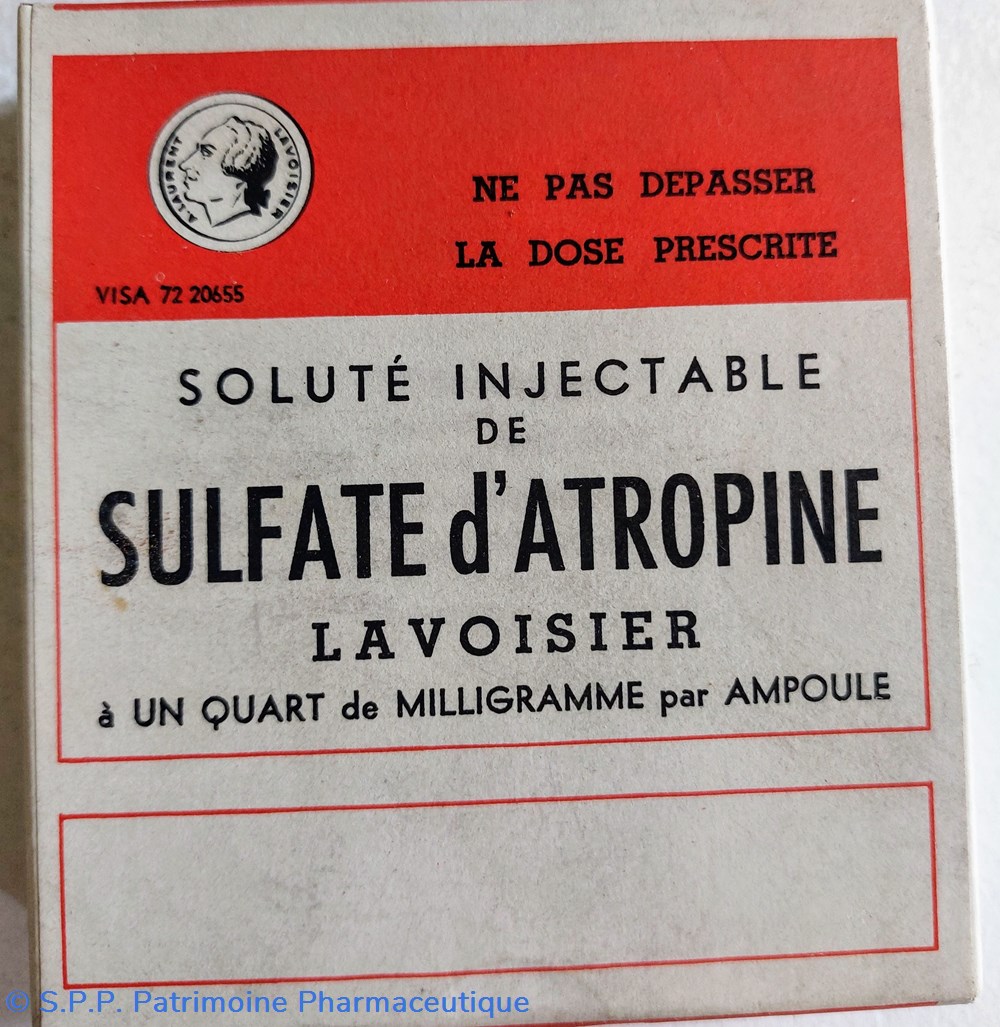 A. LAURENT LAVOISIER
NE PAS DEPASSER
LA DOSE PRESCRITE
VISA 72 20655
SOLUTÉ INJECTABLE
DE
SULFATE d'ATROPINE
LAVOISIER
à UN QUART de MILLIGRAMME par AMPOULE
© S.P.P. Patrimoine Pharmaceutique